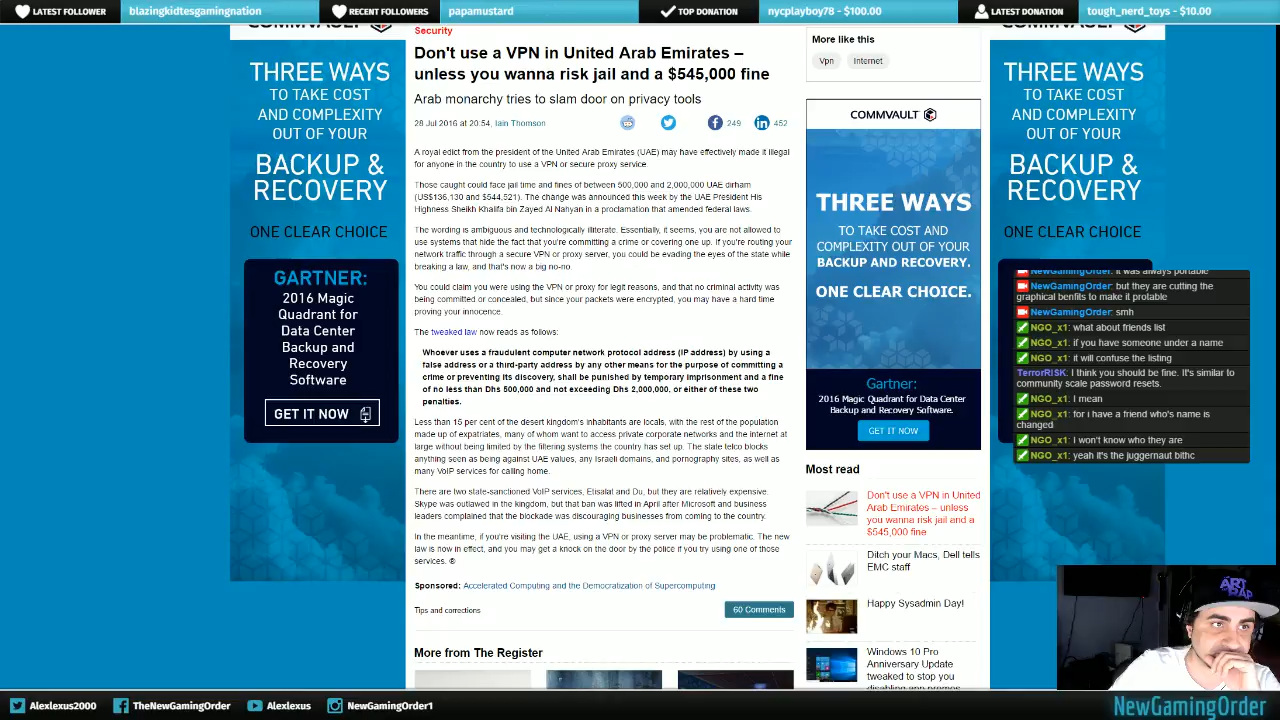 LATEST FOLLOWER
blazingkidtesgamingnation
RECENT FOLLOWERS
papamustard
TOP DONATION
nycplayboy78 - $100.00
LATEST DONATION
tough_nerd_toys - $10.00
COMMVAULT
THREE WAYS
TO TAKE COST
AND COMPLEXITY
OUT OF YOUR
BACKUP &
RECOVERY
ONE CLEAR CHOICE
GARTNER:
2016 Magic
Quadrant for
Data Center
Backup and
Recovery
Software
GET IT NOW
Security
Don't use a VPN in United Arab Emirates –
unless you wanna risk jail and a $545,000 fine
Arab monarchy tries to slam door on privacy tools
28 Jul 2016 at 20:54, Iain Thomson
249
452
A royal edict from the president of the United Arab Emirates (UAE) may have effectively made it illegal
for anyone in the country to use a VPN or secure proxy service.
Those caught could face jail time and fines of between 500,000 and 2,000,000 UAE dirham
(US$136,130 and $544,521). The change was announced this week by the UAE President His
Highness Sheikh Khalifa bin Zayed Al Nahyan in a proclamation that amended federal laws.
The wording is ambiguous and technologically illiterate. Essentially, it seems, you are not allowed to
use systems that hide the fact that you're committing a crime or covering one up. If you're routing your
network traffic through a secure VPN or proxy server, you could be evading the eyes of the state while
breaking a law, and that's now a big no-no.
You could claim you were using the VPN or proxy for legit reasons, and that no criminal activity was
being committed or concealed, but since your packets were encrypted, you may have a hard time
proving your innocence.
The tweaked law now reads as follows:
Whoever uses a fraudulent computer network protocol address (IP address) by using a
false address or a third-party address by any other means for the purpose of committing a
crime or preventing its discovery, shall be punished by temporary imprisonment and a fine
of no less than Dhs 500,000 and not exceeding Dhs 2,000,000, or either of these two
penalties.
Less than 15 per cent of the desert kingdom's inhabitants are locals, with the rest of the population
made up of expatriates, many of whom want to access private corporate networks and the internet at
large without being limited by the filtering systems the country has set up. The state telco blocks
anything seen as being against UAE values, any Israeli domains, and pornography sites, as well as
many VoIP services for calling home.
There are two state-sanctioned VoIP services, Etisalat and Du, but they are relatively expensive.
Skype was outlawed in the kingdom, but that ban was lifted in April after Microsoft and business
leaders complained that the blockade was discouraging businesses from coming to the country.
In the meantime, if you're visiting the UAE, using a VPN or proxy server may be problematic. The new
law is now in effect, and you may get a knock on the door by the police if you try using one of those
services. ®
Sponsored: Accelerated Computing and the Democratization of Supercomputing
Tips and corrections
60 Comments
More from The Register
More like this
Vpn
Internet
COMMVAULT
THREE WAYS
TO TAKE COST AND
COMPLEXITY OUT OF YOUR
BACKUP AND RECOVERY.
ONE CLEAR CHOICE.
Gartner:
2016 Magic Quadrant for Data Center
Backup and Recovery Software.
GET IT NOW
Most read
Don't use a VPN in United
Arab Emirates – unless
you wanna risk jail and a
$545,000 fine
Ditch your Macs, Dell tells
EMC staff
Happy Sysadmin Day!
Windows 10 Pro
Anniversary Update
tweaked to stop you
disabling app promos
COMMVAULT
THREE WAYS
TO TAKE COST
AND COMPLEXITY
OUT OF YOUR
BACKUP &
RECOVERY
ONE CLEAR CHOICE
NewGamingOrder: it was always portable
NewGamingOrder: but they are cutting the
graphical benfits to make it protable
NewGamingOrder: smh
NGO_x1: what about friends list
NGO_x1: if you have someone under a name
NGO_x1: it will confuse the listing
TerrorRISK: I think you should be fine. It's similar to
community scale password resets.
NGO_x1: I mean
NGO_x1: for i have a friend who's name is
changed
NGO_x1: I won't know who they are
NGO_x1: yeah it's the juggernaut bithc
Alexlexus2000
TheNewGamingOrder
Alexlexus
NewGamingOrder1
NewGamingOrder